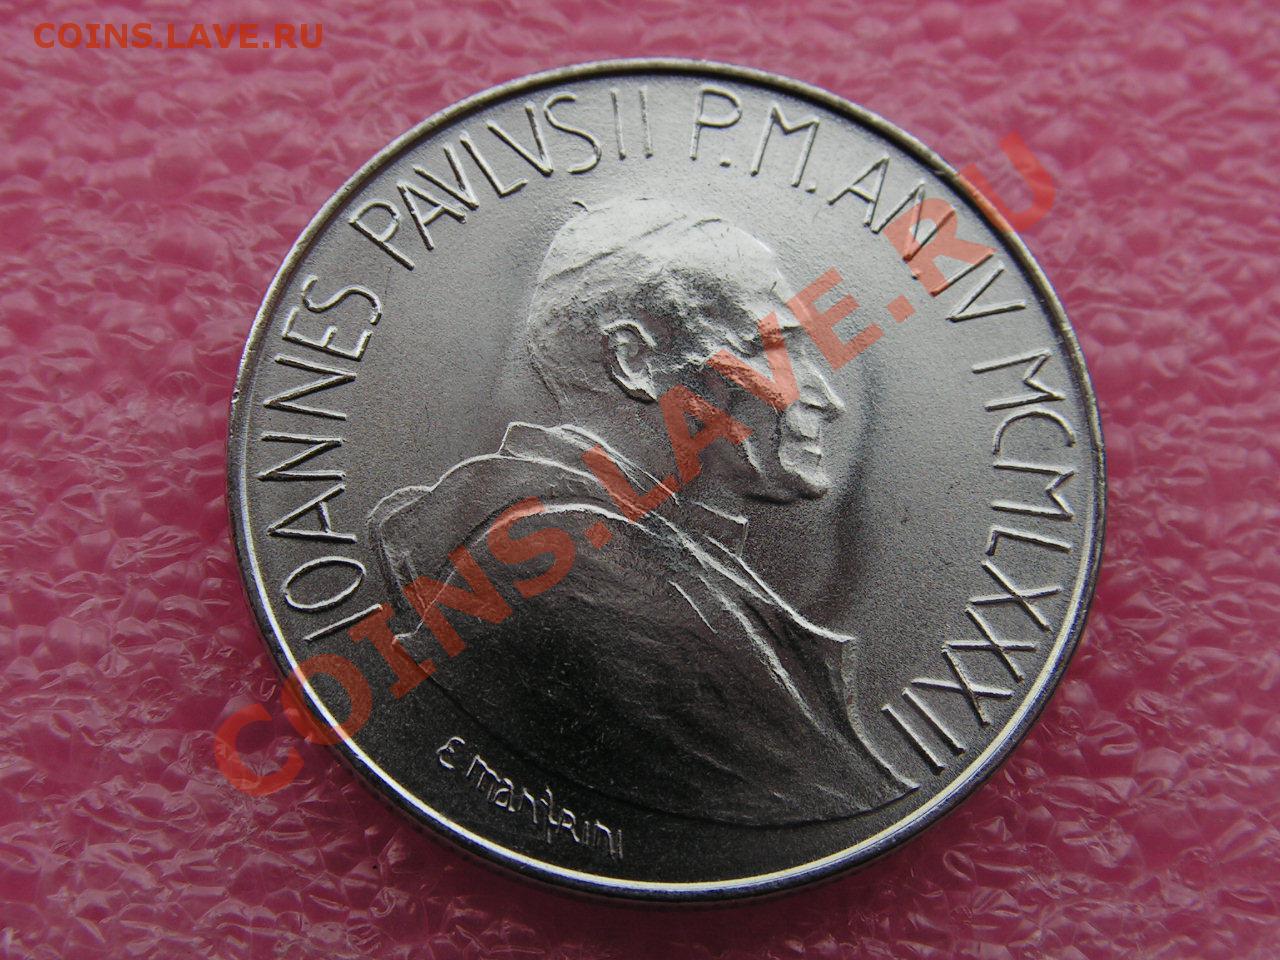 COINS.LAVE.RU
IOANNES PAVLVS II P.M. AN.IV MCMLXXXII
COINS.LAVE.RU
E manfrini